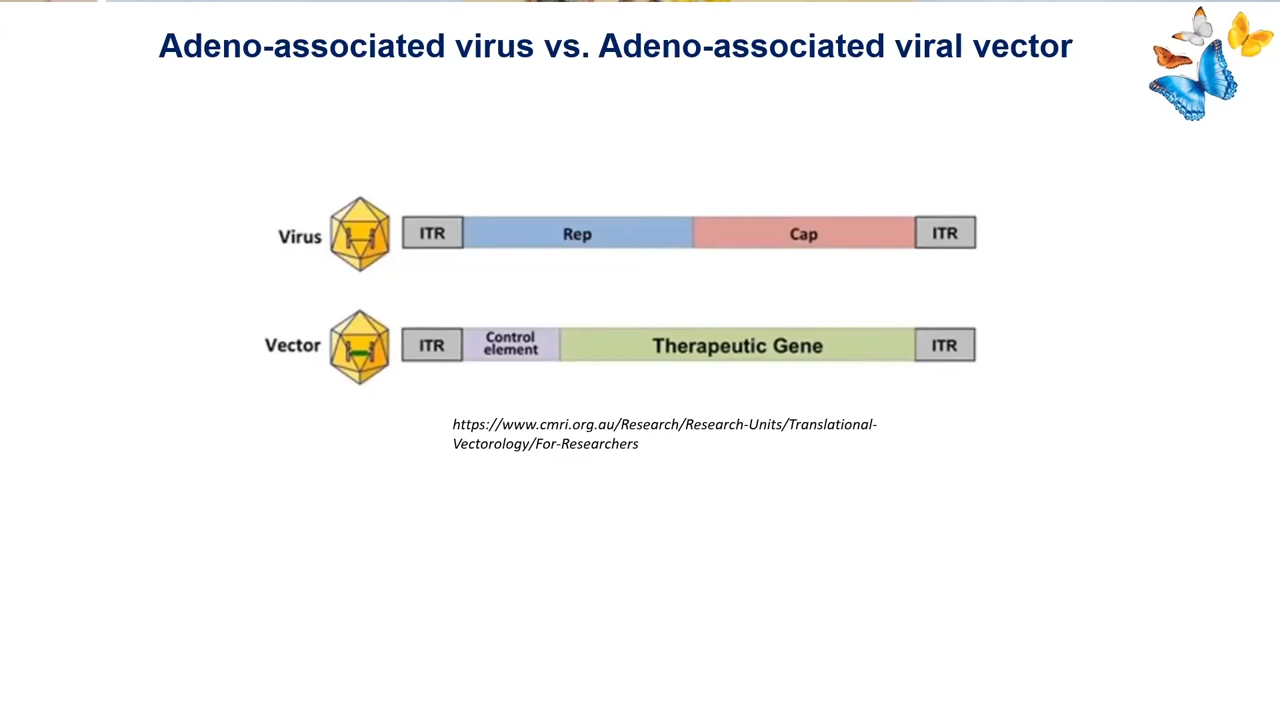 Adeno-associated virus vs. Adeno-associated viral vector
Virus
ITR
Rep
Cap
ITR
Vector
ITR
Control
element
Therapeutic Gene
ITR
https://www.cmri.org.au/Research/Research-Units/Translational-
Vectorology/For-Researchers